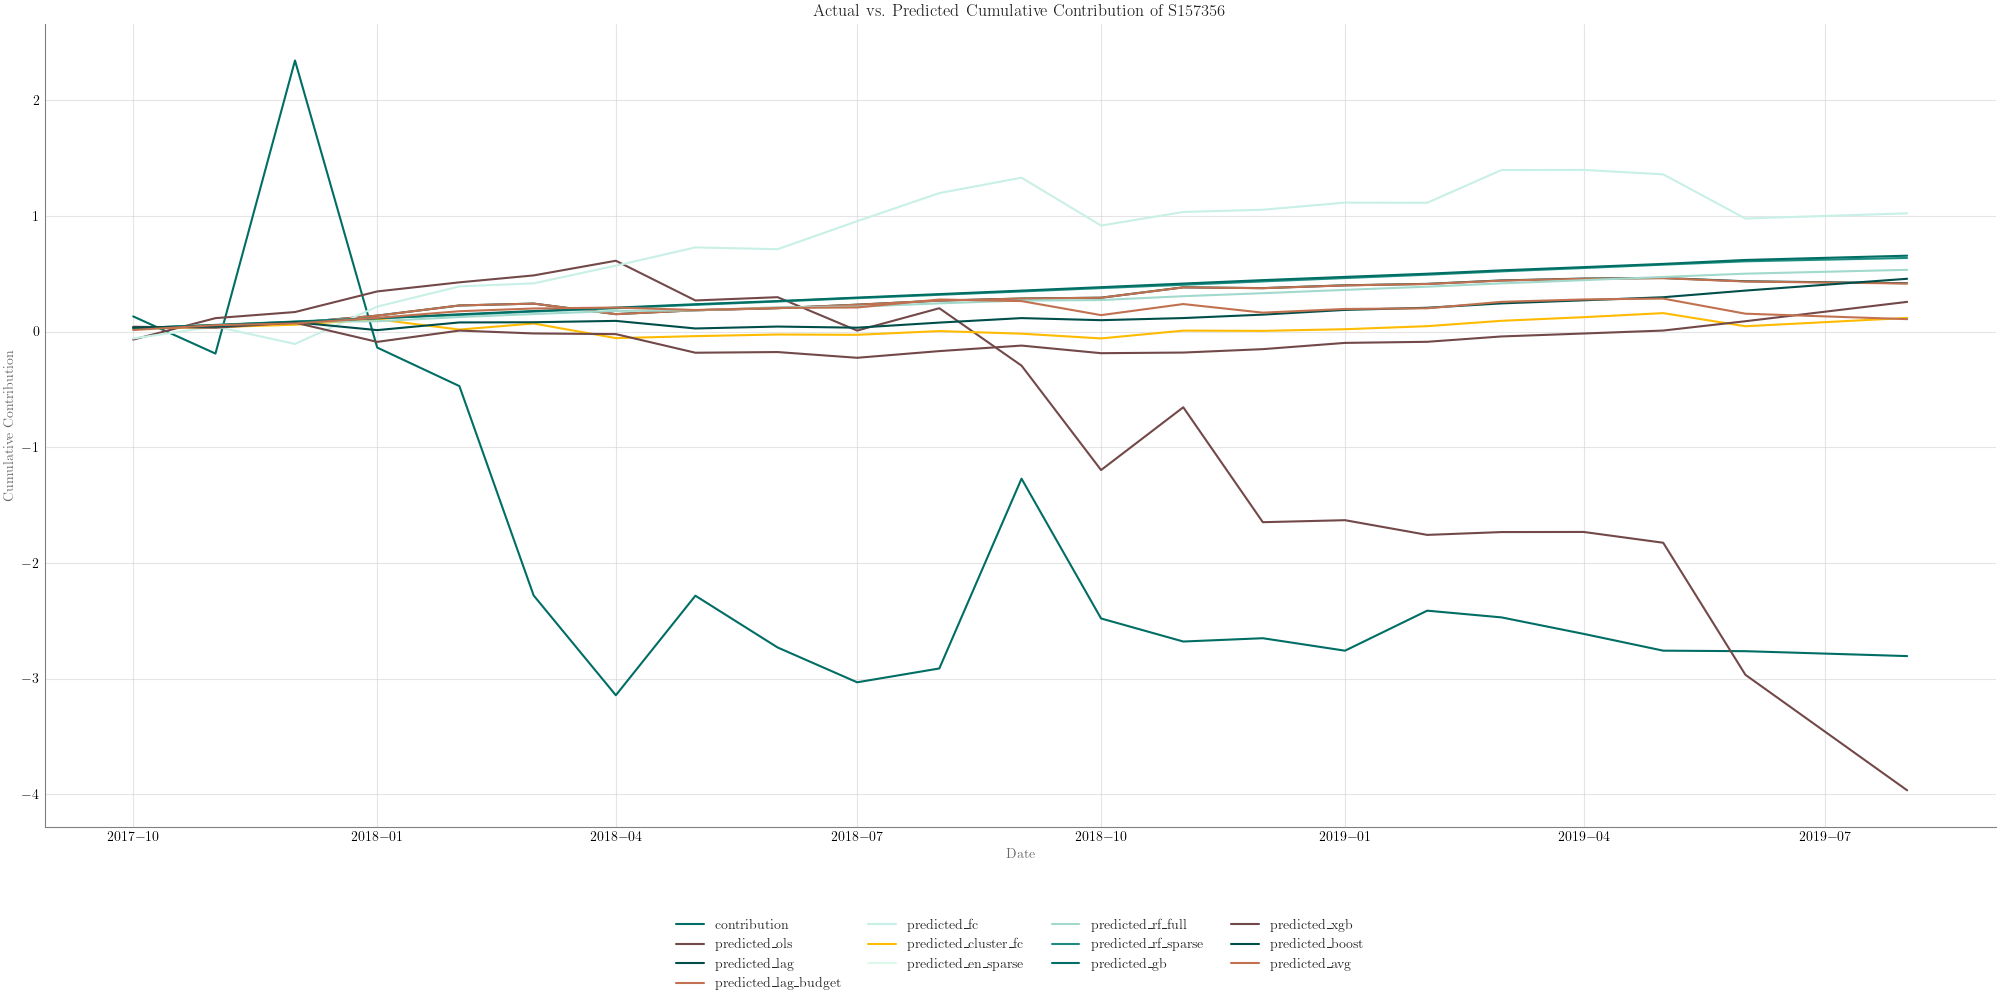 Actual vs. Predicted Cumulative Contribution of S157356
Cumulative Contribution
2
1
0
−1
−2
−3
−4
2017−10 2018−01 2018−04 2018−07 2018−10 2019−01 2019−04 2019−07
Date
contribution predicted_fc predicted_rf_full predicted_xgb
predicted_ols predicted_cluster_fc predicted_rf_sparse predicted_boost
predicted_lag predicted_en_sparse predicted_gb predicted_avg
predicted_lag_budget